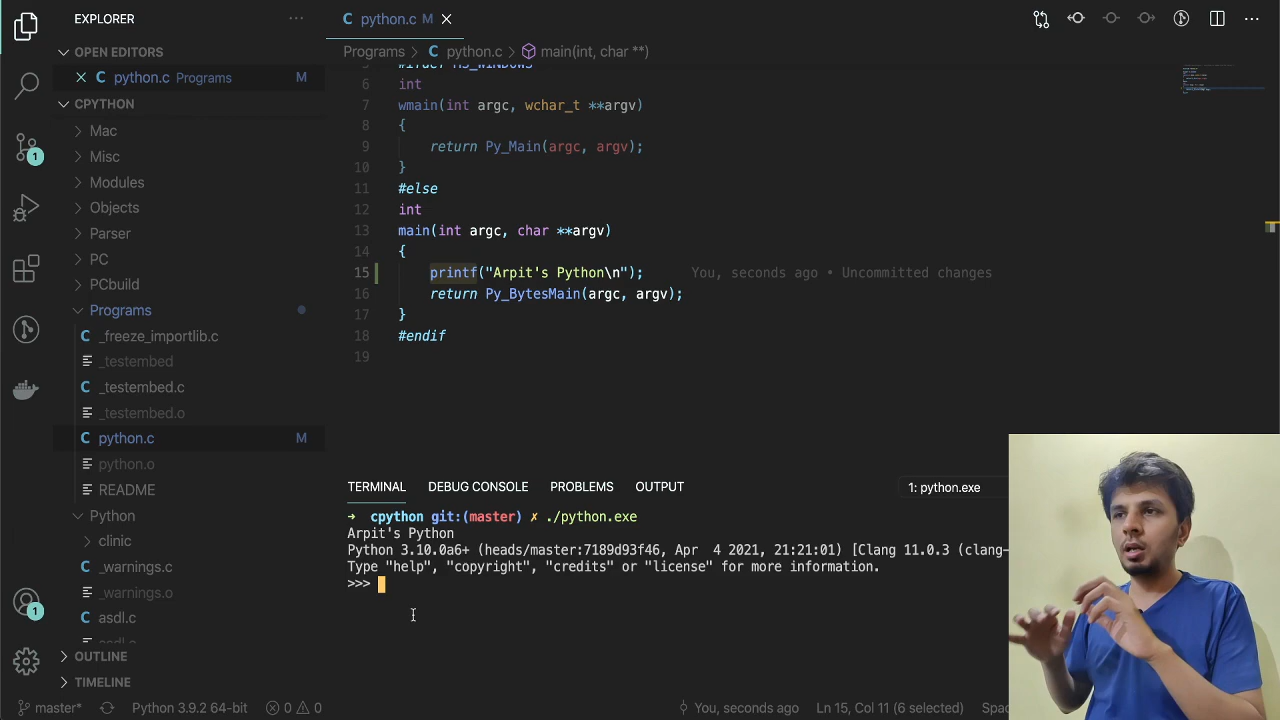 EXPLORER
OPEN EDITORS
python.c Programs M
CPYTHON
Mac
Misc
Modules
Objects
Parser
PC
PCbuild
Programs
_freeze_importlib.c
_testembed
_testembed.c
_testembed.o
python.c M
python.o
README
Python
clinic
_warnings.c
_warnings.o
asdl.c
OUTLINE
TIMELINE
1
1
python.c M
Programs > python.c > main(int, char **)
6 int
7 wmain(int argc, wchar_t **argv)
8 {
9 return Py_Main(argc, argv);
10 }
11 #else
12 int
13 main(int argc, char **argv)
14 {
15 printf("Arpit's Python\n"); You, seconds ago • Uncommitted changes
16 return Py_BytesMain(argc, argv);
17 }
18 #endif
19
TERMINAL DEBUG CONSOLE PROBLEMS OUTPUT 1: python.exe
➜ cpython git:(master) ✗ ./python.exe
Arpit's Python
Python 3.10.0a6+ (heads/master:7189d93f46, Apr 4 2021, 21:21:01) [Clang 11.0.3 (clang-
Type "help", "copyright", "credits" or "license" for more information.
>>>
master* Python 3.9.2 64-bit 0 0 You, seconds ago Ln 15, Col 11 (6 selected) Spac